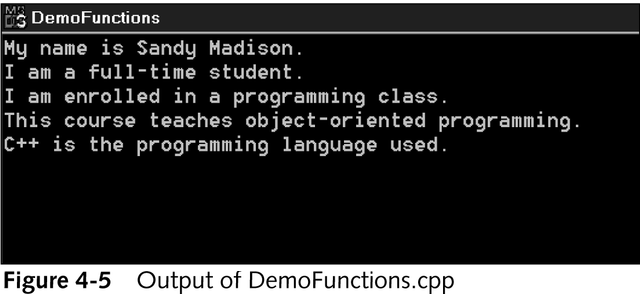 DemoFunctions
My name is Sandy Madison.
I am a full-time student.
I am enrolled in a programming class.
This course teaches object-oriented programming.
C++ is the programming language used.
Figure 4-5 Output of DemoFunctions.cpp